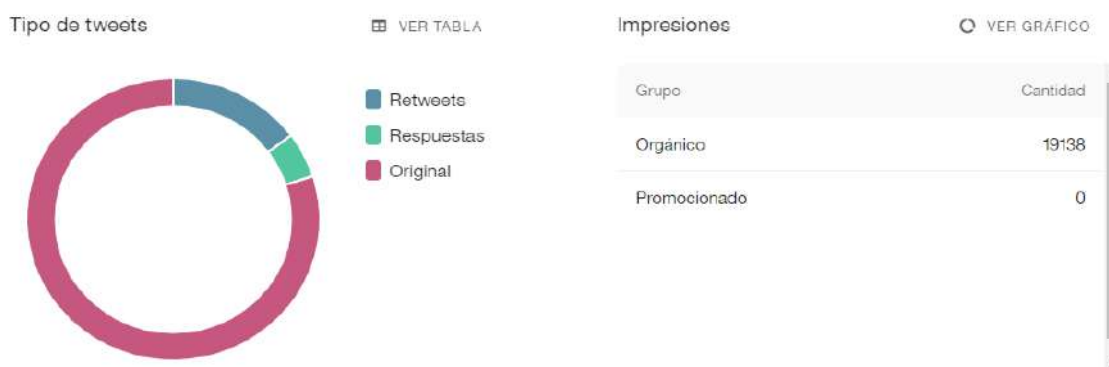 Tipo de tweets
VER TABLA
Retweets
Respuestas
Original
Impresiones
VER GRÁFICO
Grupo Cantidad
Orgánico 19138
Promocionado 0